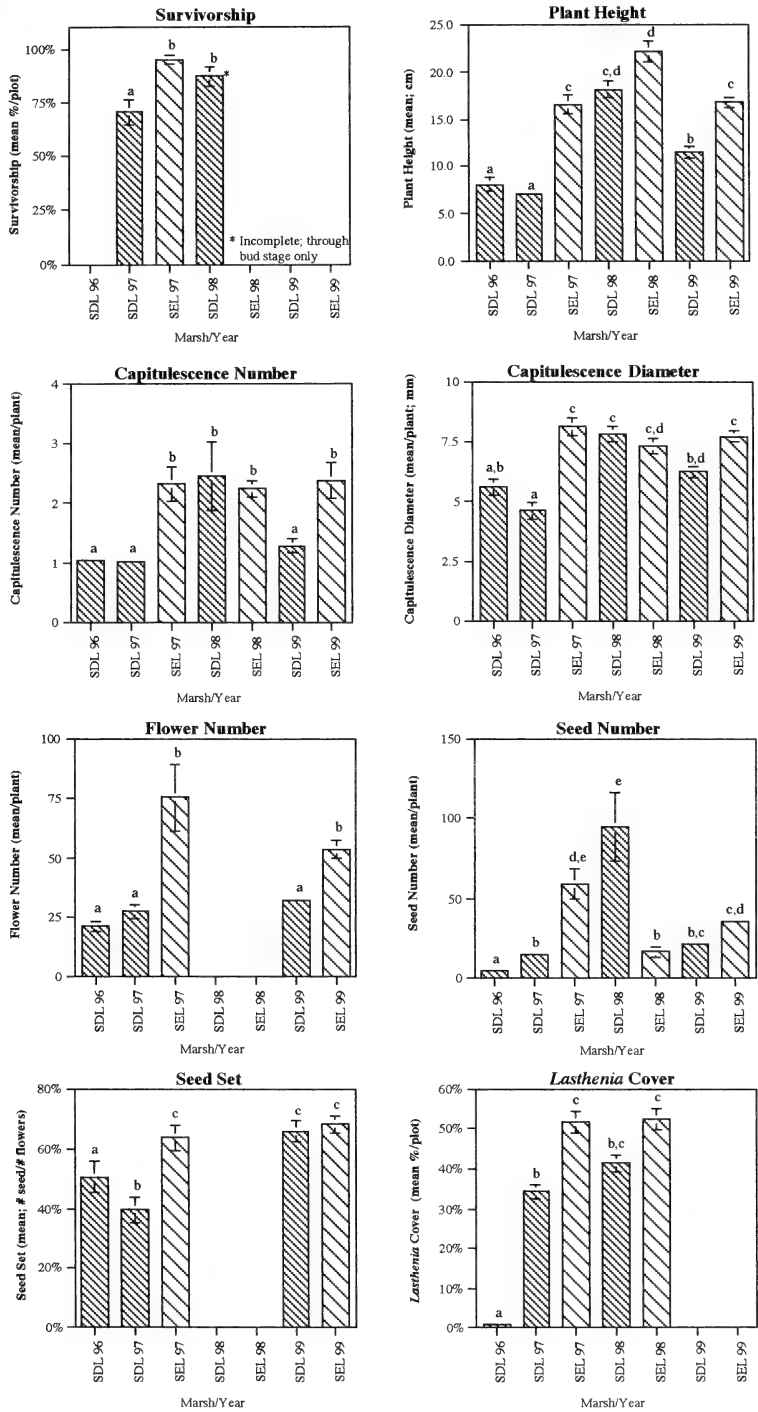 Survivorship
Survivorship (mean %/plot)
100%
75%
50%
25%
0%
a
b
b
*
* Incomplete; through
bud stage only
SDL 96
SDL 97
SEL 97
SDL 98
SEL 98
SDL 99
SEL 99
Marsh/Year
Plant Height
Plant Height (mean; cm)
25.0
20.0
15.0
10.0
5.0
0.0
a
a
c
c,d
d
b
c
SDL 96
SDL 97
SEL 97
SDL 98
SEL 98
SDL 99
SEL 99
Marsh/Year
Capitulescence Number
Capitulescence Number (mean/plant)
4
3
2
1
0
a
a
b
b
b
a
b
SDL 96
SDL 97
SEL 97
SDL 98
SEL 98
SDL 99
SEL 99
Marsh/Year
Capitulescence Diameter
Capitulescence Diameter (mean/plant; mm)
10
7.5
5
2.5
0
a,b
a
c
c
c,d
b,d
c
SDL 96
SDL 97
SEL 97
SDL 98
SEL 98
SDL 99
SEL 99
Marsh/Year
Flower Number
Flower Number (mean/plant)
100
75
50
25
0
a
a
b
a
b
SDL 96
SDL 97
SEL 97
SDL 98
SEL 98
SDL 99
SEL 99
Marsh/Year
Seed Number
Seed Number (mean/plant)
150
100
50
0
a
b
d,e
e
b
b,c
c,d
SDL 96
SDL 97
SEL 97
SDL 98
SEL 98
SDL 99
SEL 99
Marsh/Year
Seed Set
Seed Set (mean; # seed/# flowers)
80%
60%
40%
20%
0%
a
b
c
c
c
SDL 96
SDL 97
SEL 97
SDL 98
SEL 98
SDL 99
SEL 99
Marsh/Year
Lasthenia Cover
Lasthenia Cover (mean %/plot)
60%
50%
40%
30%
20%
10%
0%
a
b
c
b,c
c
SDL 96
SDL 97
SEL 97
SDL 98
SEL 98
SDL 99
SEL 99
Marsh/Year